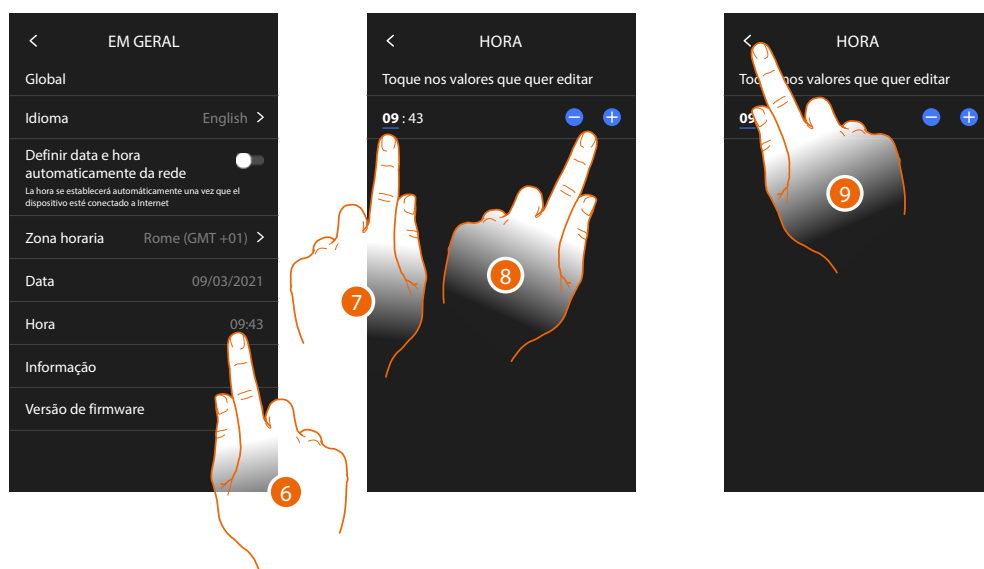 EM GERAL
Global
Idioma English
Definir data e hora
automaticamente da rede
La hora se establecerá automáticamente una vez que el
dispositivo esté conectado a Internet
Zona horaria Rome (GMT +01)
Data 09/03/2021
Hora 09:43
Informação
Versão de firmware
6
HORA
Toque nos valores que quer editar
09 : 43
7
8
HORA
nos valores que quer editar
9